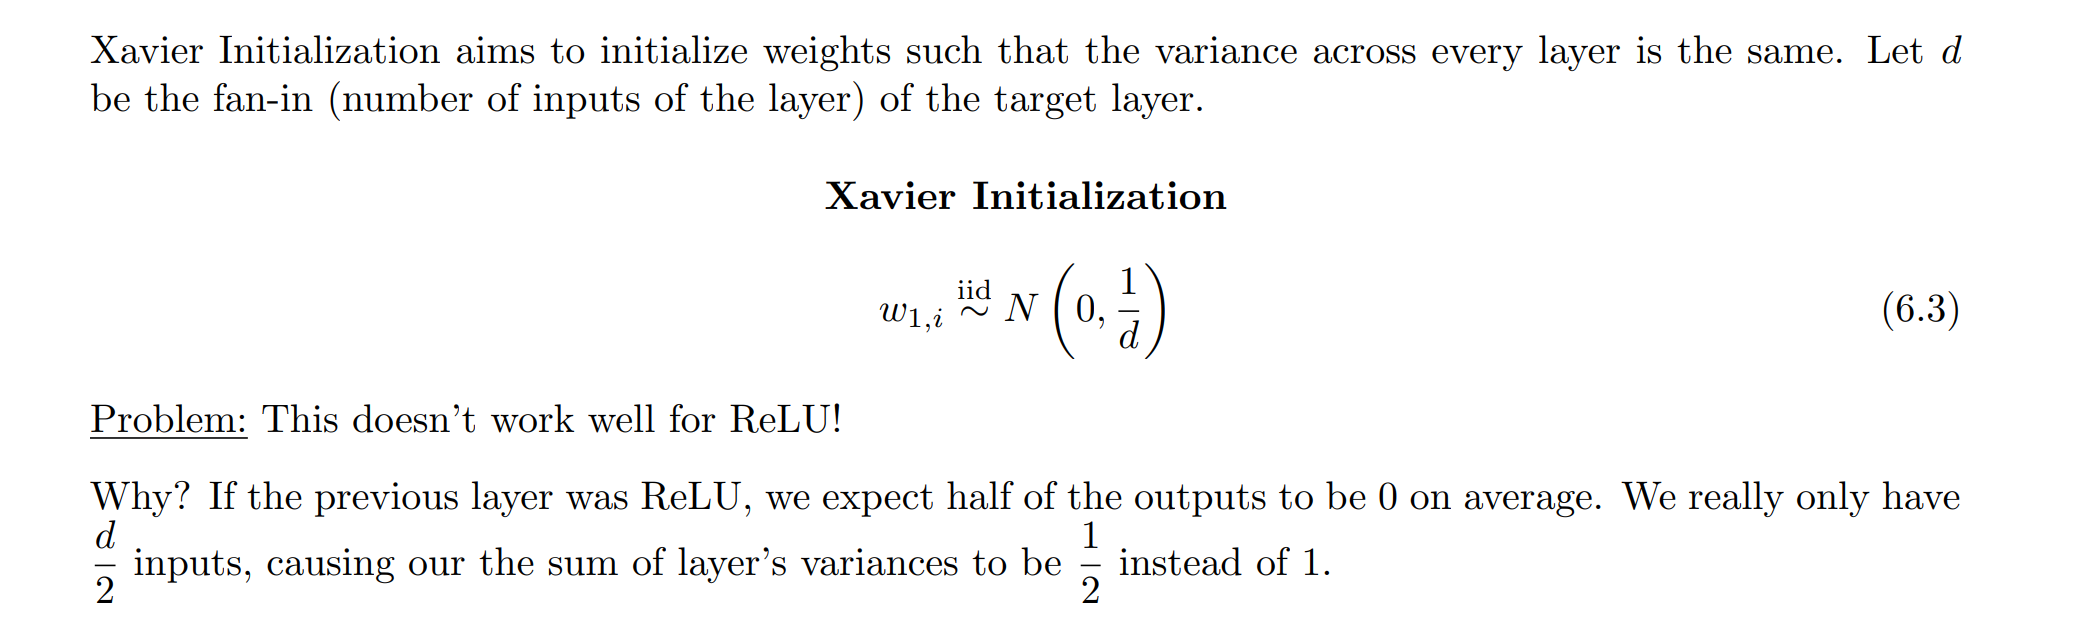 Xavier Initialization aims to initialize weights such that the variance across every layer is the same. Let d
be the fan-in (number of inputs of the layer) of the target layer.
Xavier Initialization
w_{1,i} \overset{iid}{\sim} N\left(0, \frac{1}{d}\right) (6.3)
Problem: This doesn't work well for ReLU!
Why? If the previous layer was ReLU, we expect half of the outputs to be 0 on average. We really only have
\frac{d}{2} inputs, causing our the sum of layer's variances to be \frac{1}{2} instead of 1.